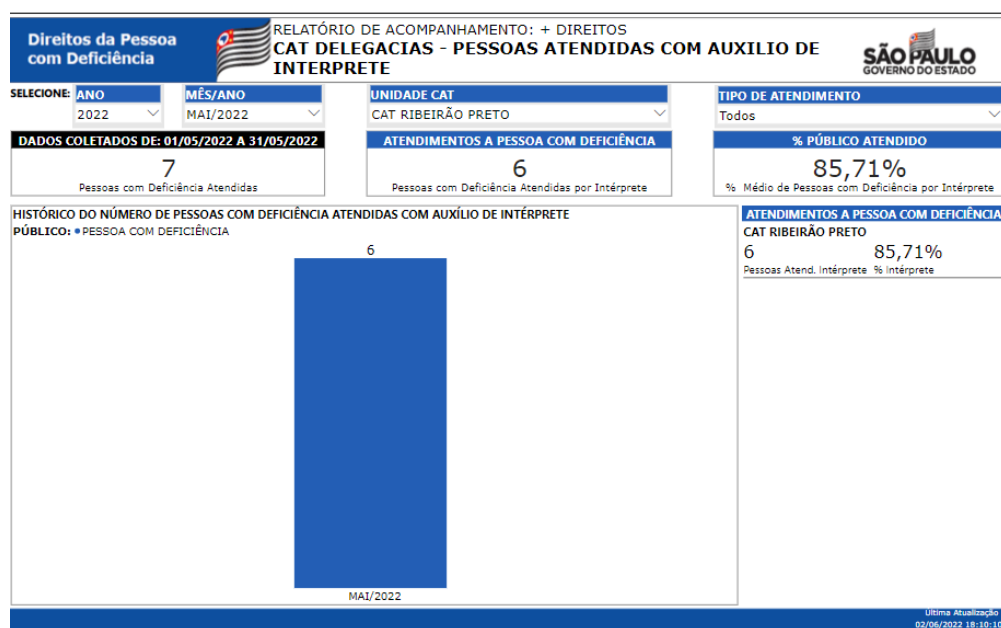 Direitos da Pessoa
com Deficiência
RELATÓRIO DE ACOMPANHAMENTO: + DIREITOS
CAT DELEGACIAS - PESSOAS ATENDIDAS COM AUXILIO DE
INTERPRETE
SÃO PAULO
GOVERNO DO ESTADO
SELECIONE: ANO MÊS/ANO UNIDADE CAT TIPO DE ATENDIMENTO
2022 MAI/2022 CAT RIBEIRÃO PRETO Todos
DADOS COLETADOS DE: 01/05/2022 A 31/05/2022
7
Pessoas com Deficiência Atendidas
ATENDIMENTOS A PESSOA COM DEFICIÊNCIA
6
Pessoas com Deficiência Atendidas por Intérprete
% PÚBLICO ATENDIDO
85,71%
% Médio de Pessoas com Deficiência por Intérprete
HISTÓRICO DO NÚMERO DE PESSOAS COM DEFICIÊNCIA ATENDIDAS COM AUXÍLIO DE INTÉRPRETE
PÚBLICO: PESSOA COM DEFICIÊNCIA
6
MAI/2022
ATENDIMENTOS A PESSOA COM DEFICIÊNCIA
CAT RIBEIRÃO PRETO
6 85,71%
Pessoas Atend. Intérprete % Intérprete
Ultima Atualização
02/06/2022 18:10:10